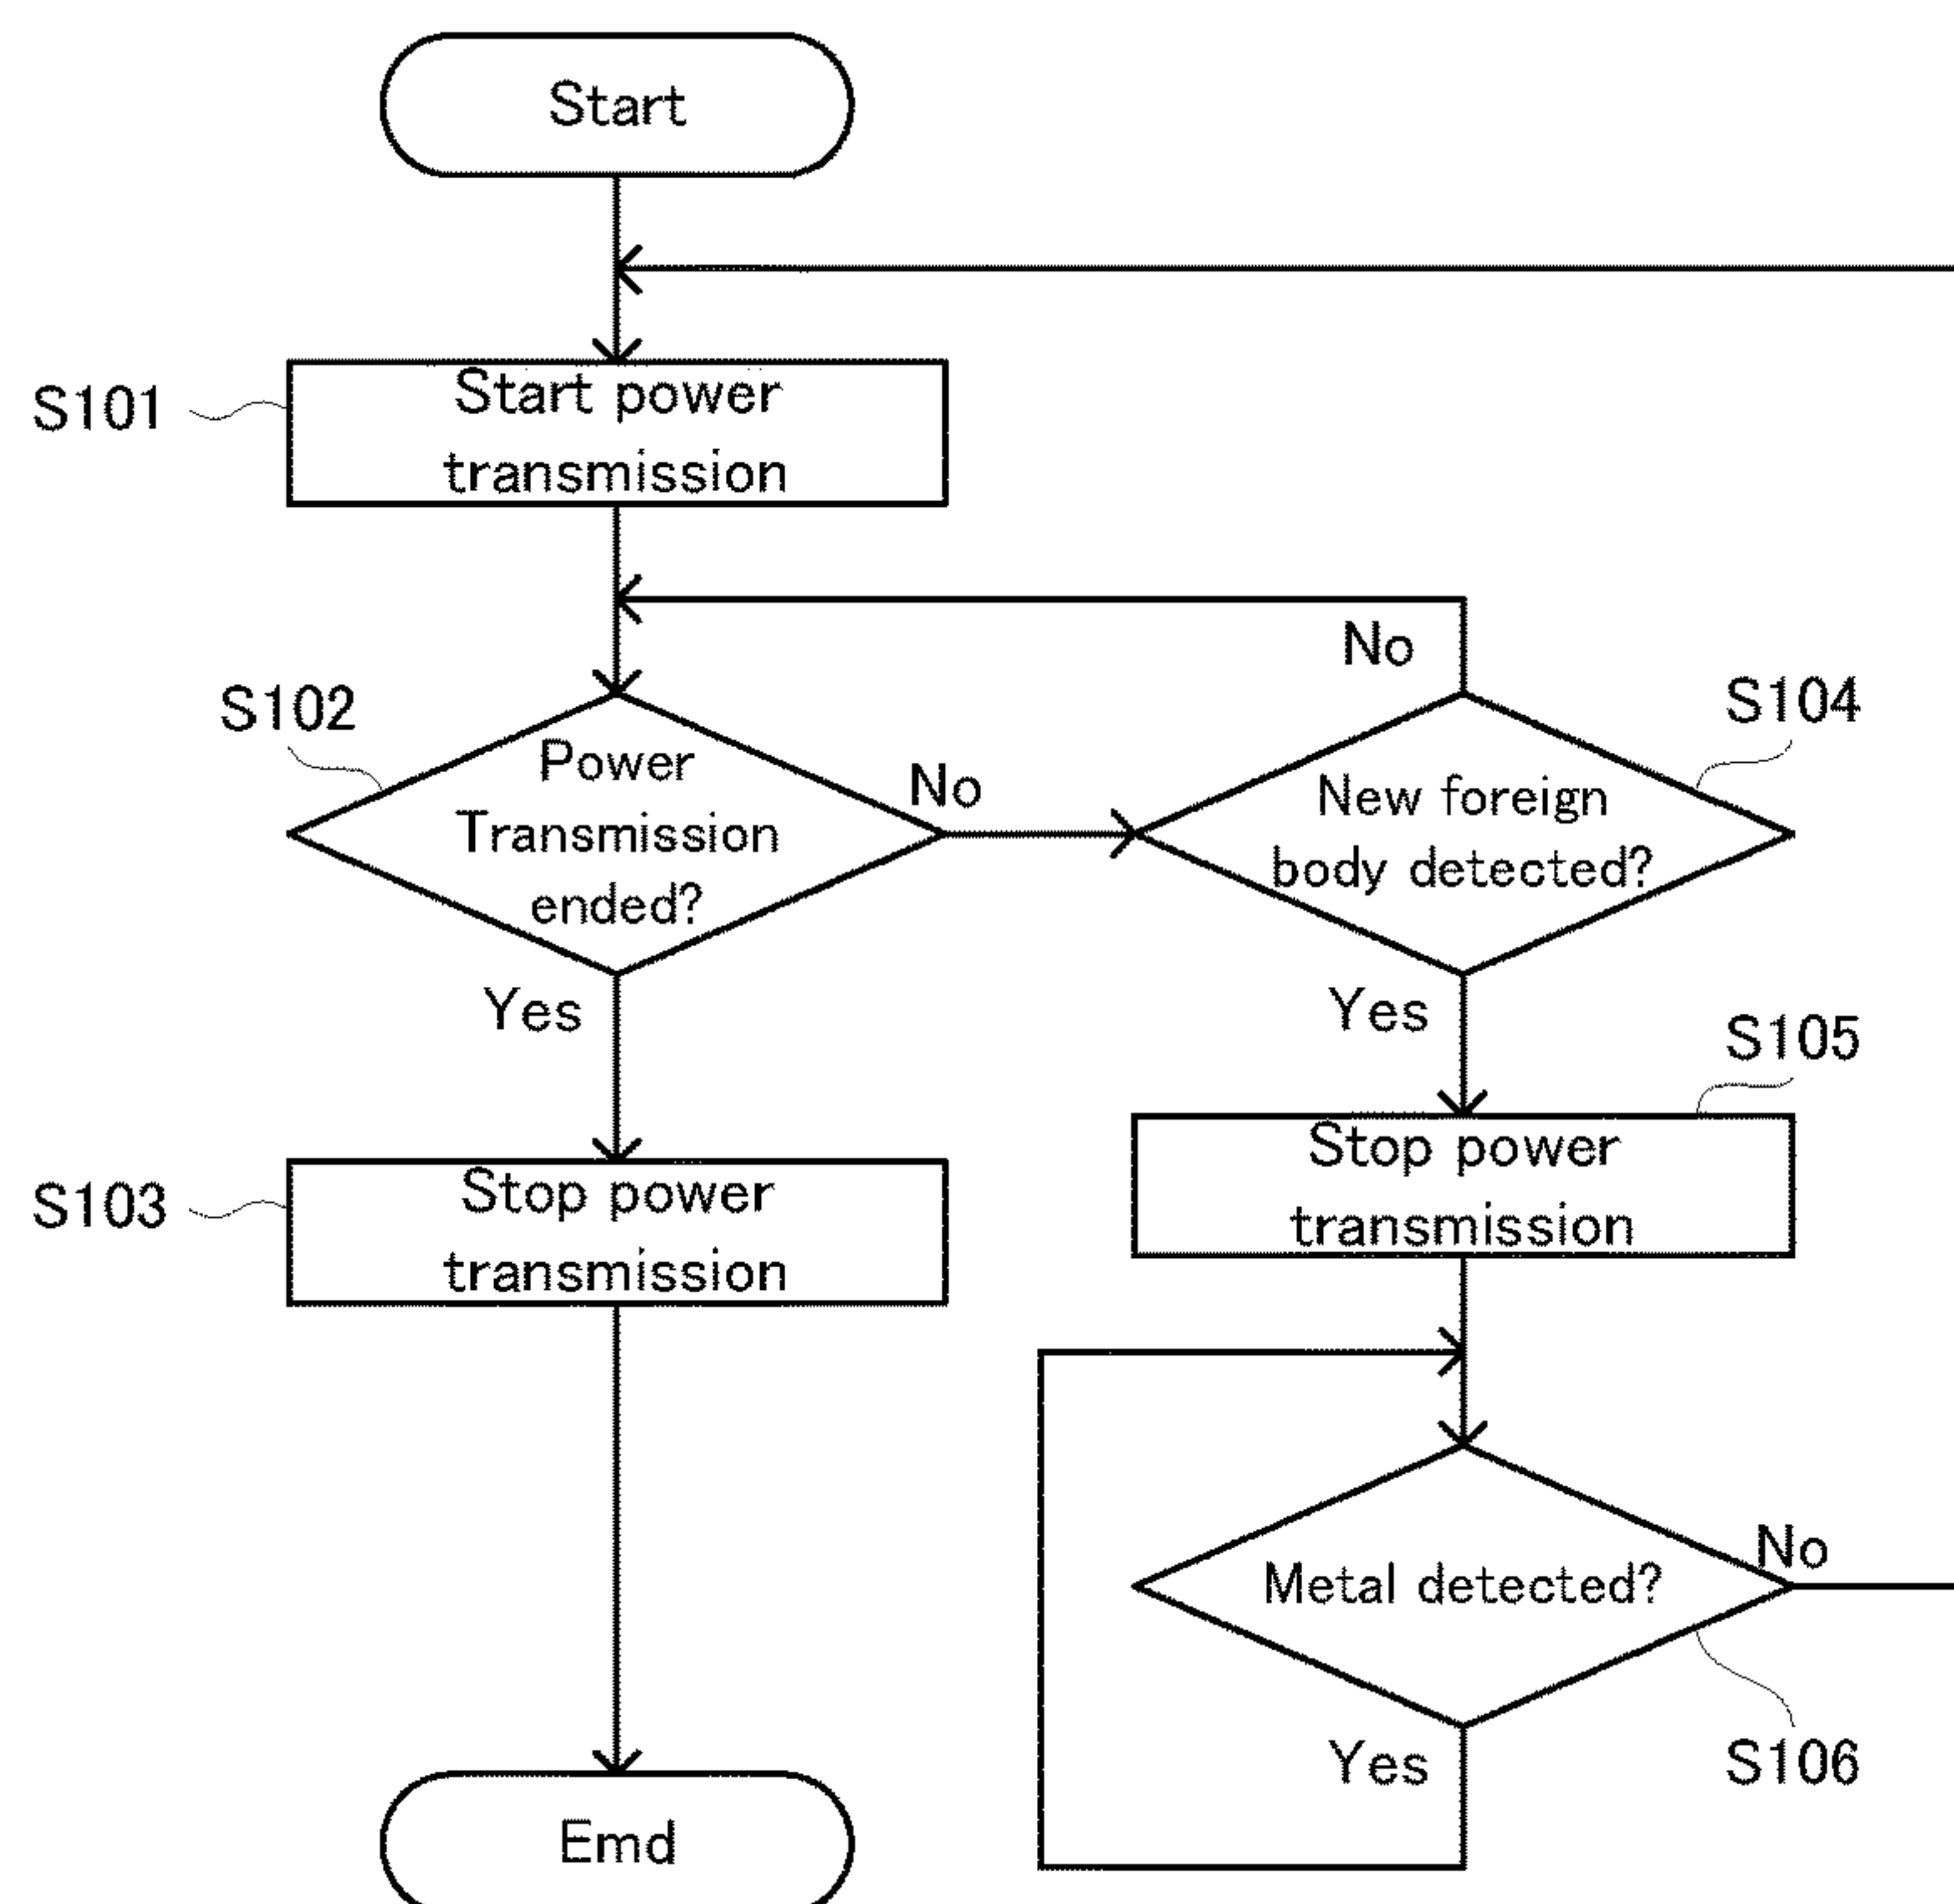 Start
S101
Start power
transmission
No
S102
Power
Transmission
ended?
No
S104
New foreign
body detected?
Yes
Yes
S105
Stop power
transmission
S103
Stop power
transmission
Metal detected?
No
Yes
S106
Emd